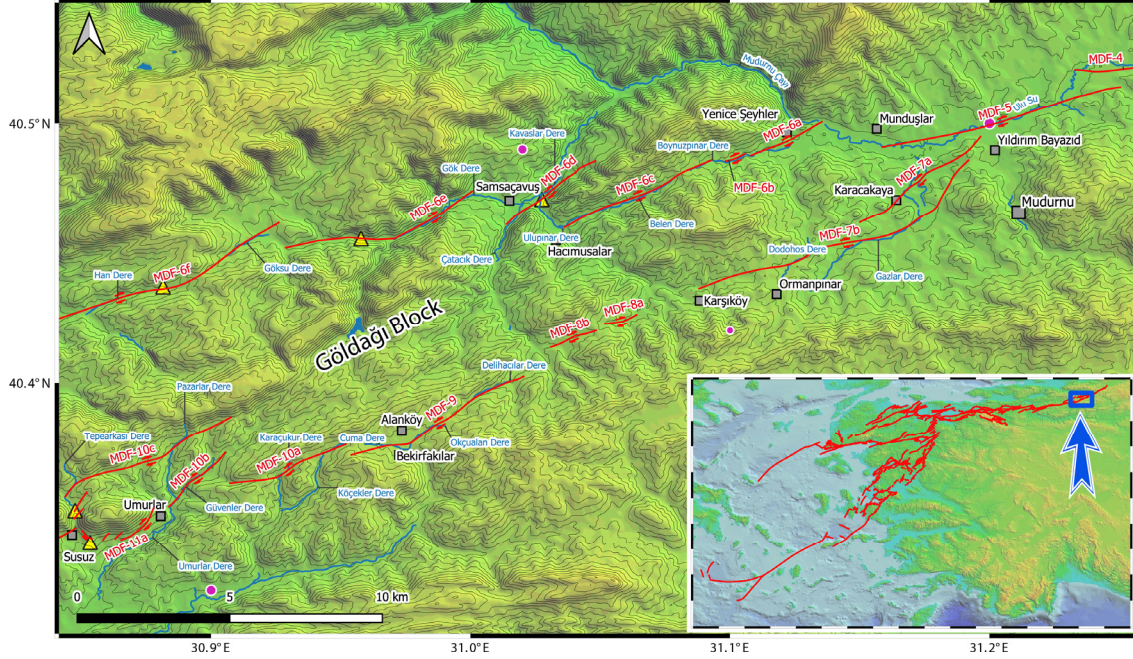 MDF-4
Mudurnu Çayı
40.5°N
Yenice Şeyhler
Munduşlar
MDF-5
Ulu Su
Kavaslar Dere
MDF-6a
Yıldırım Bayazıd
Boynuzpınar Dere
Gök Dere
MDF-6d
MDF-7a
Samsaçavuş
MDF-6c
MDF-6b
Karacakaya
MDF-6e
Mudurnu
Belen Dere
Ulupınar Dere
MDF-7b
Hacımusalar
Dodohos Dere
Çatacık Dere
Göksu Dere
Han Dere
MDF-6f
Gazlar Dere
Ormanpınar
Karşıköy
MDF-8a
MDF-8b
Göldağı Block
Delihacılar Dere
40.4°N
Pazarlar Dere
MDF-9
Alanköy
Tepearkası Dere
Karaçukur Dere
Cuma Dere
Okçualan Dere
Bekirfakılar
MDF-10c
MDF-10b
MDF-10a
Köçekler Dere
Umurlar
Güvenler Dere
MDF-11a
Susuz
Umurlar Dere
0 5 10 km
30.9°E 31.0°E 31.1°E 31.2°E